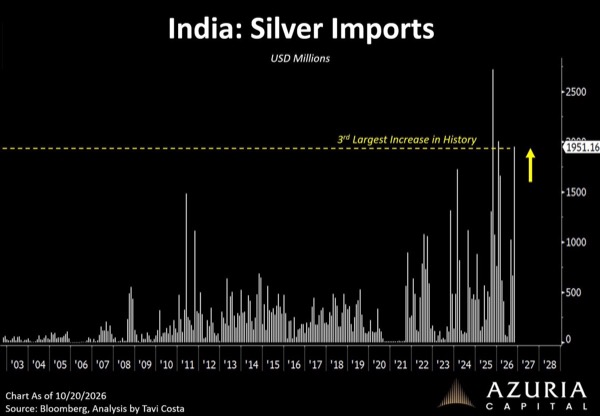 India: Silver Imports
USD Millions
2500
3rd Largest Increase in History
1951.16
1500
1000
500
0
'03 '04 '05 '06 '07 '08 '09 '10 '11 '12 '13 '14 '15 '16 '17 '18 '19 '20 '21 '22 '23 '24 '25 '26 '27 '28
Chart As of 10/20/2026
Source: Bloomberg, Analysis by Tavi Costa
AZURIA
CAPITAL